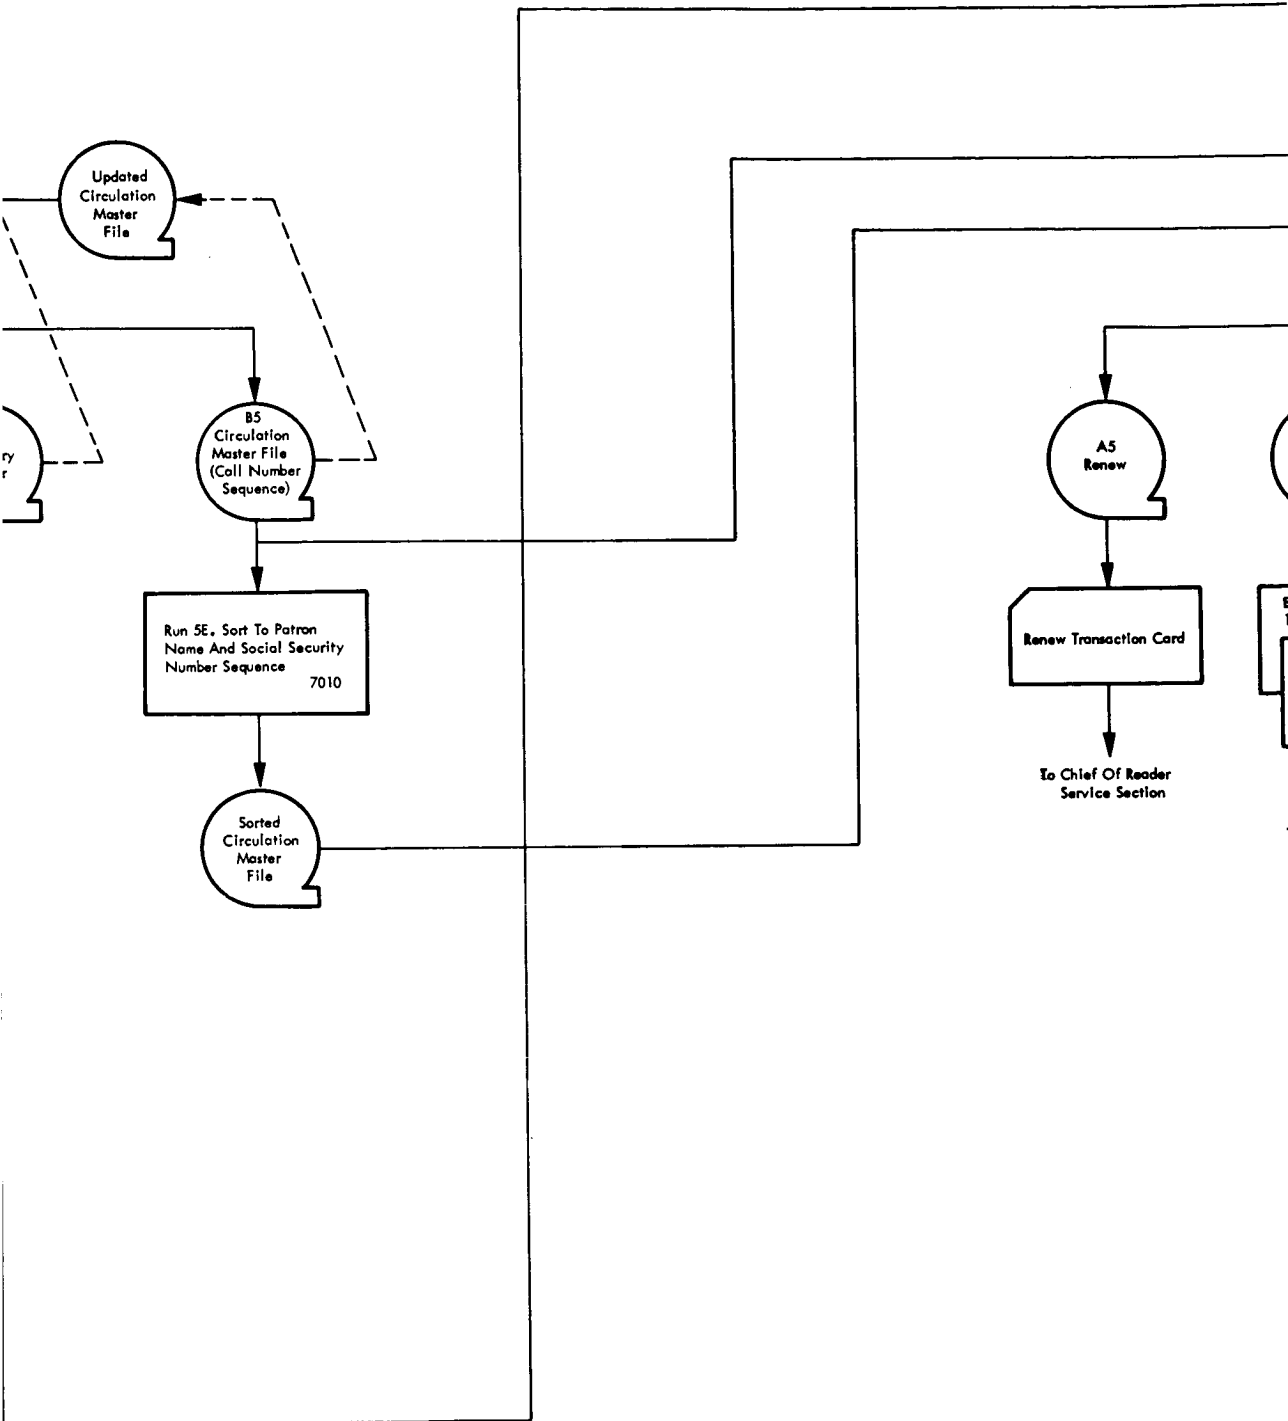 Updated
Circulation
Master
File
B5
Circulation
Master File
(Call Number
Sequence)
ry
r
Run 5E. Sort To Patron
Name And Social Security
Number Sequence
7010
Sorted
Circulation
Master
File
A5
Renew
Renew Transaction Card
To Chief Of Reader
Service Section